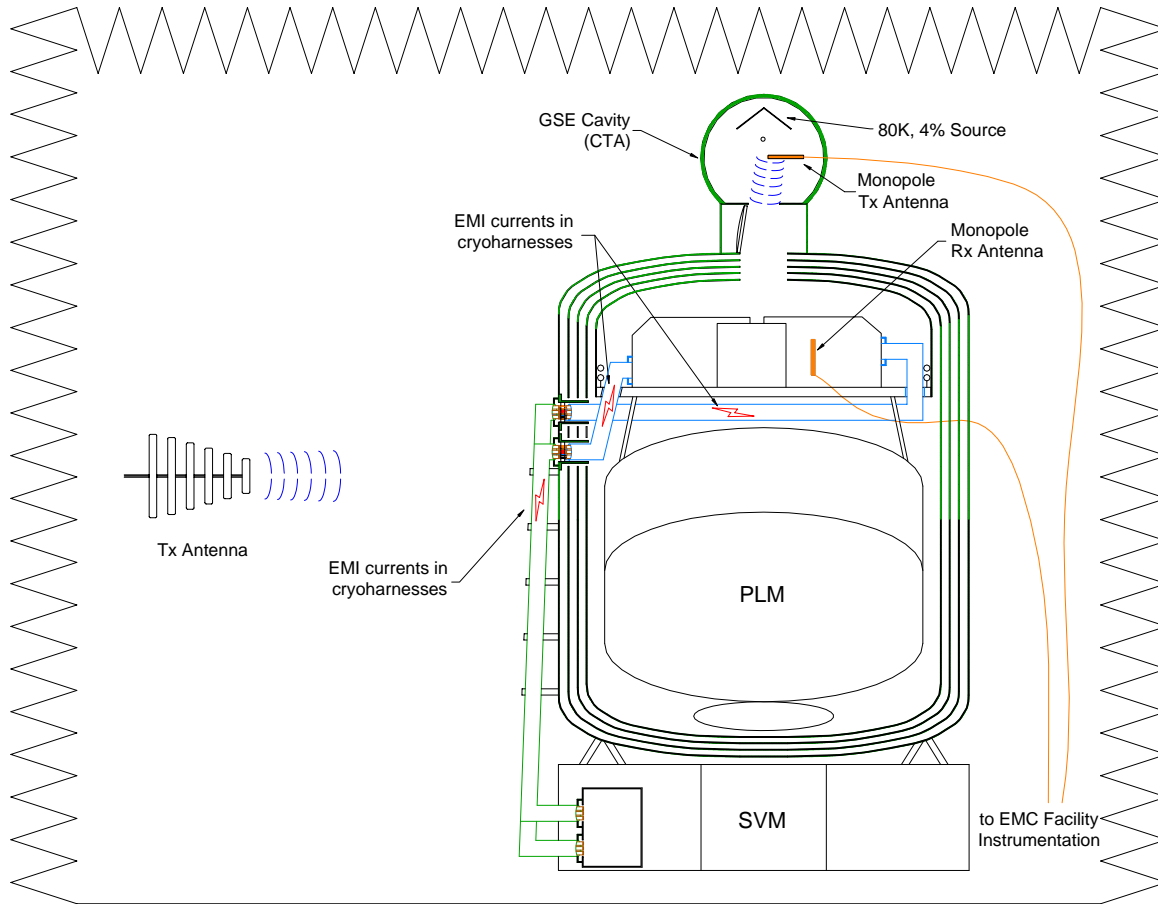 GSE Cavity
(CTA)
80K, 4% Source
Monopole
Tx Antenna
EMI currents in
cryoharnesses
Monopole
Rx Antenna
Tx Antenna
EMI currents in
cryoharnesses
PLM
SVM
to EMC Facility
Instrumentation